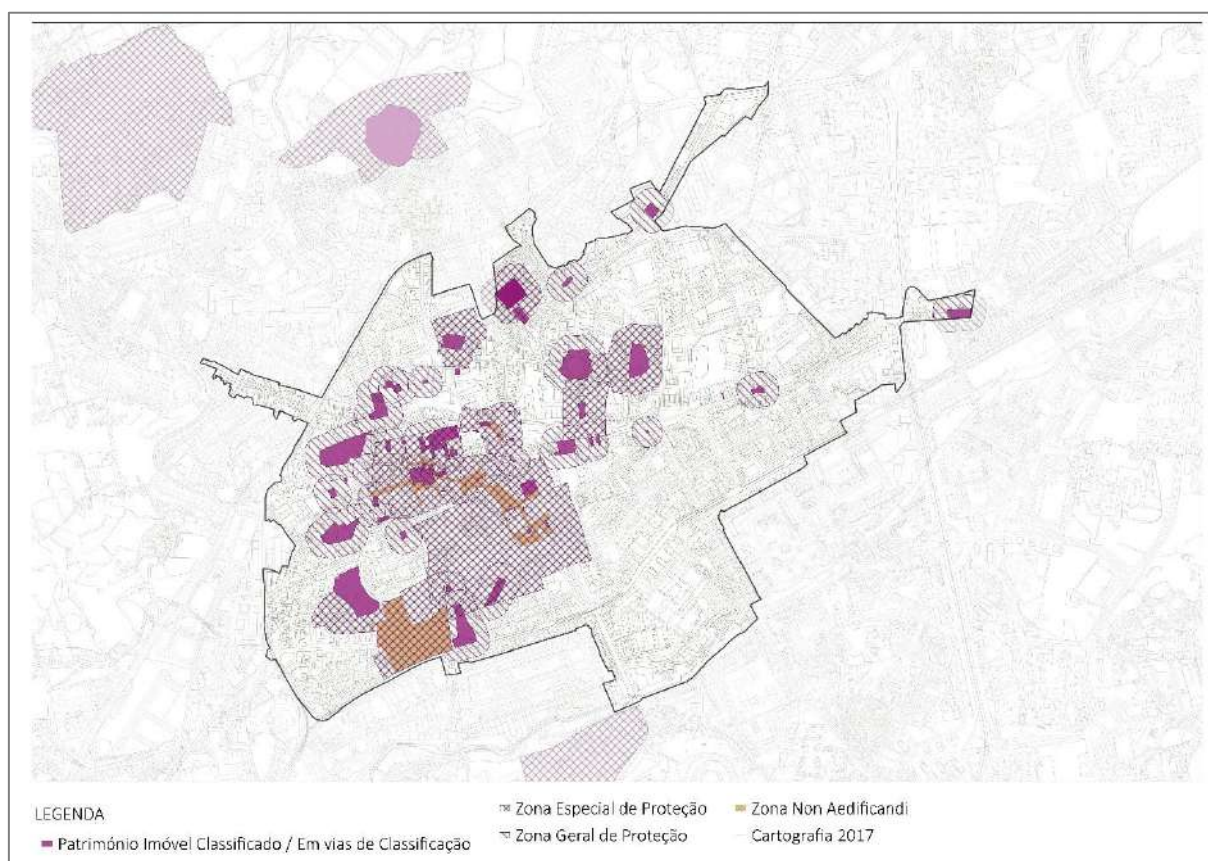 LEGENDA
Património Imóvel Classificado / Em vias de Classificação
Zona Especial de Proteção
Zona Geral de Proteção
Zona Non Aedificandi
Cartografia 2017